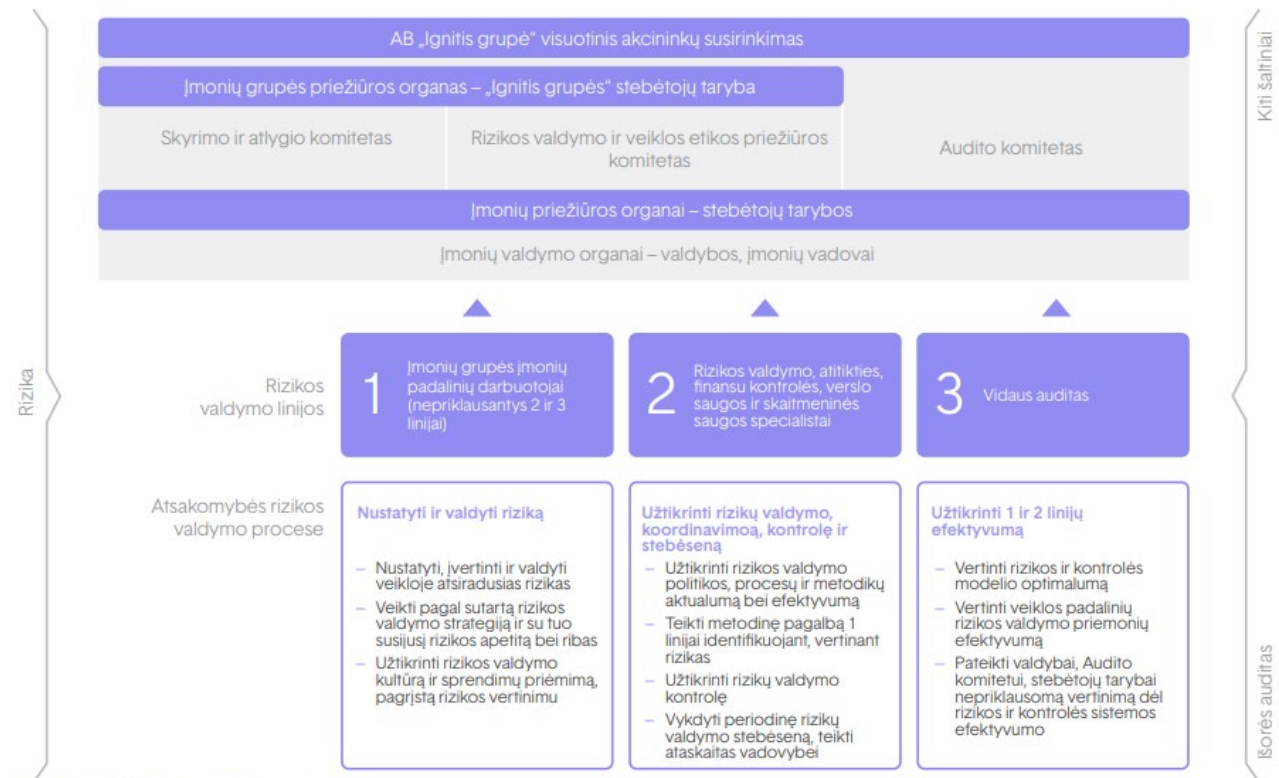 AB „Ignitis grupė“ visuotinis akcininkų susirinkimas
Įmonių grupės priežiūros organas – „Ignitis grupės“ stebėtojų taryba
Skyrimo ir atlygio komitetas
Rizikos valdymo ir veiklos etikos priežiūros
komitetas
Audito komitetas
Įmonių priežiūros organai – stebėtojų tarybos
Įmonių valdymo organai – valdybos, įmonių vadovai
Rizika
Kiti šaltiniai
Išorės auditas
Rizikos
valdymo linijos
1
Įmonių grupės įmonių
padalinių darbuotojai
(nepriklausantys 2 ir 3
linijai)
2
Rizikos valdymo, atitikties,
finansu kontrolės, verslo
saugos ir skaitmeninės
saugos specialistai
3
Vidaus auditas
Atsakomybės rizikos
valdymo procese
Nustatyti ir valdyti riziką
– Nustatyti, įvertinti ir valdyti
veikloje atsiradusias rizikas
– Veikti pagal sutartą rizikos
valdymo strategiją ir su tuo
susijusį rizikos apetitą bei ribas
– Užtikrinti rizikos valdymo
kultūrą ir sprendimų priėmimą,
pagrįstą rizikos vertinimu
Užtikrinti rizikų valdymo,
koordinavimoą, kontrolę ir
stebėseną
– Užtikrinti rizikos valdymo
politikos, procesų ir metodikų
aktualumą bei efektyvumą
– Teikti metodinę pagalbą 1
linijai identifikuojant, vertinant
rizikas
– Užtikrinti rizikų valdymo
kontrolę
– Vykdyti periodinę rizikų
valdymo stebėseną, teikti
ataskaitas vadovybei
Užtikrinti 1 ir 2 linijų
efektyvumą
– Vertinti rizikos ir kontrolės
modelio optimalumą
– Vertinti veiklos padalinių
rizikos valdymo priemonių
efektyvumą
– Pateikti valdybai, Audito
komitetui, stebėtojų tarybai
nepriklausomą vertinimą dėl
rizikos ir kontrolės sistemos
efektyvumo